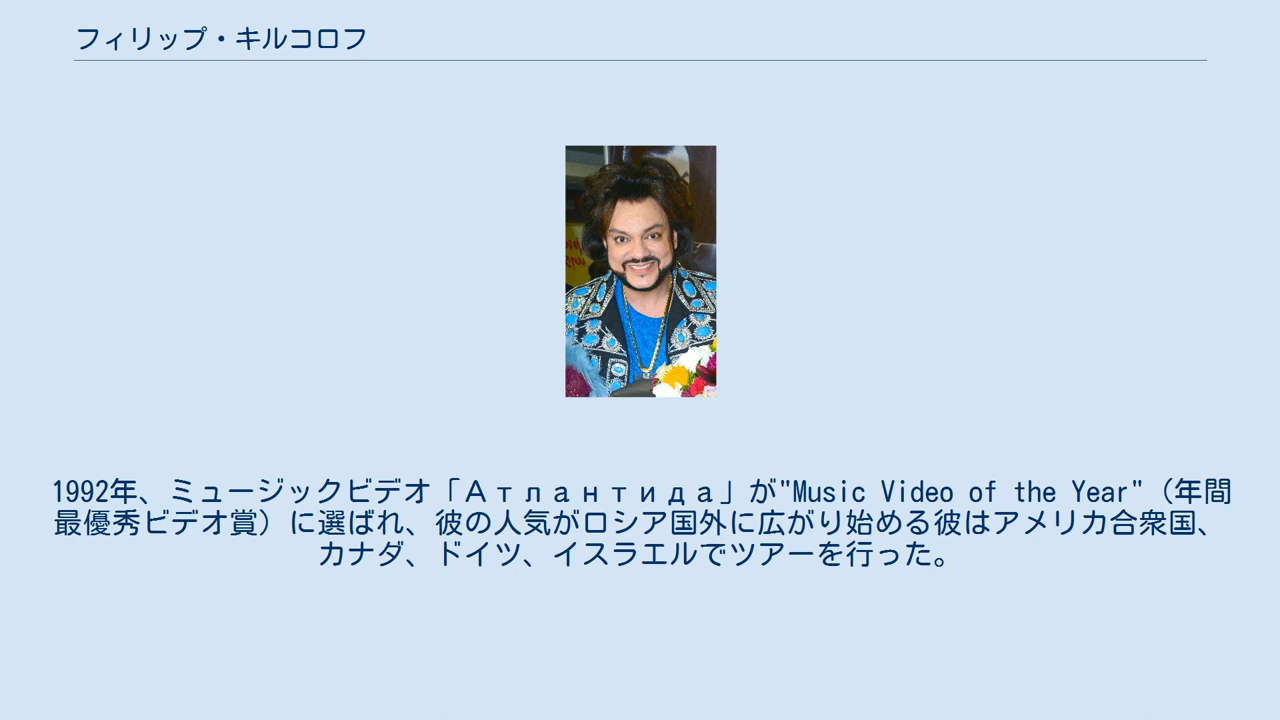 フィリップ・キルコロフ
1992年、ミュージックビデオ「Атлантида」が"Music Video of the Year"（年間
最優秀ビデオ賞）に選ばれ、彼の人気がロシア国外に広がり始める彼はアメリカ合衆国、
カナダ、ドイツ、イスラエルでツアーを行った。